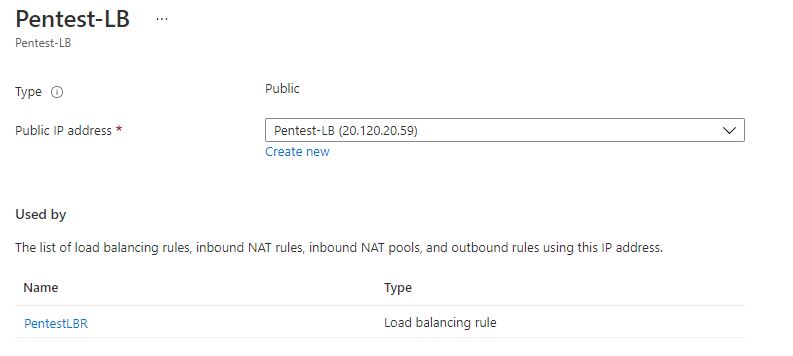 Pentest-LB ...
Pentest-LB
Type
Public
Public IP address *
Pentest-LB (20.120.20.59)
Create new
Used by
The list of load balancing rules, inbound NAT rules, inbound NAT pools, and outbound rules using this IP address.
Name Type
PentestLBR Load balancing rule